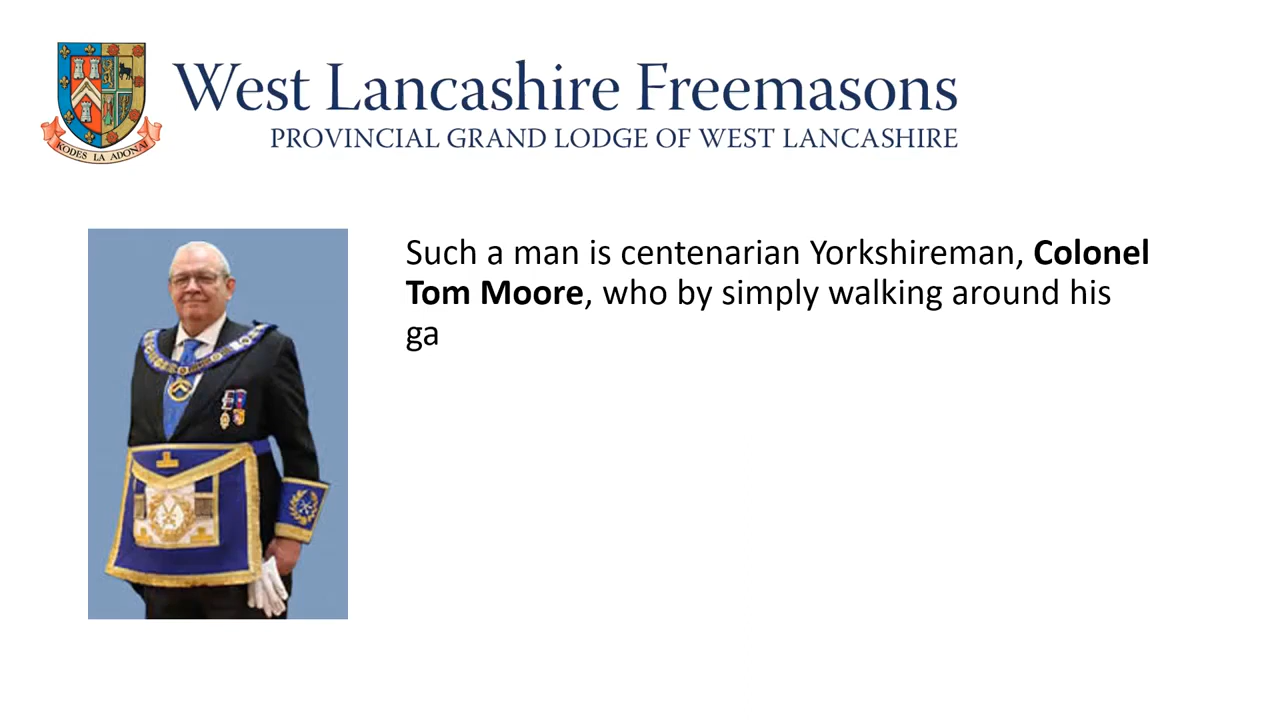 West Lancashire Freemasons
PROVINCIAL GRAND LODGE OF WEST LANCASHIRE
KODES LA ADONAI
Such a man is centenarian Yorkshireman, Colonel
Tom Moore, who by simply walking around his
ga